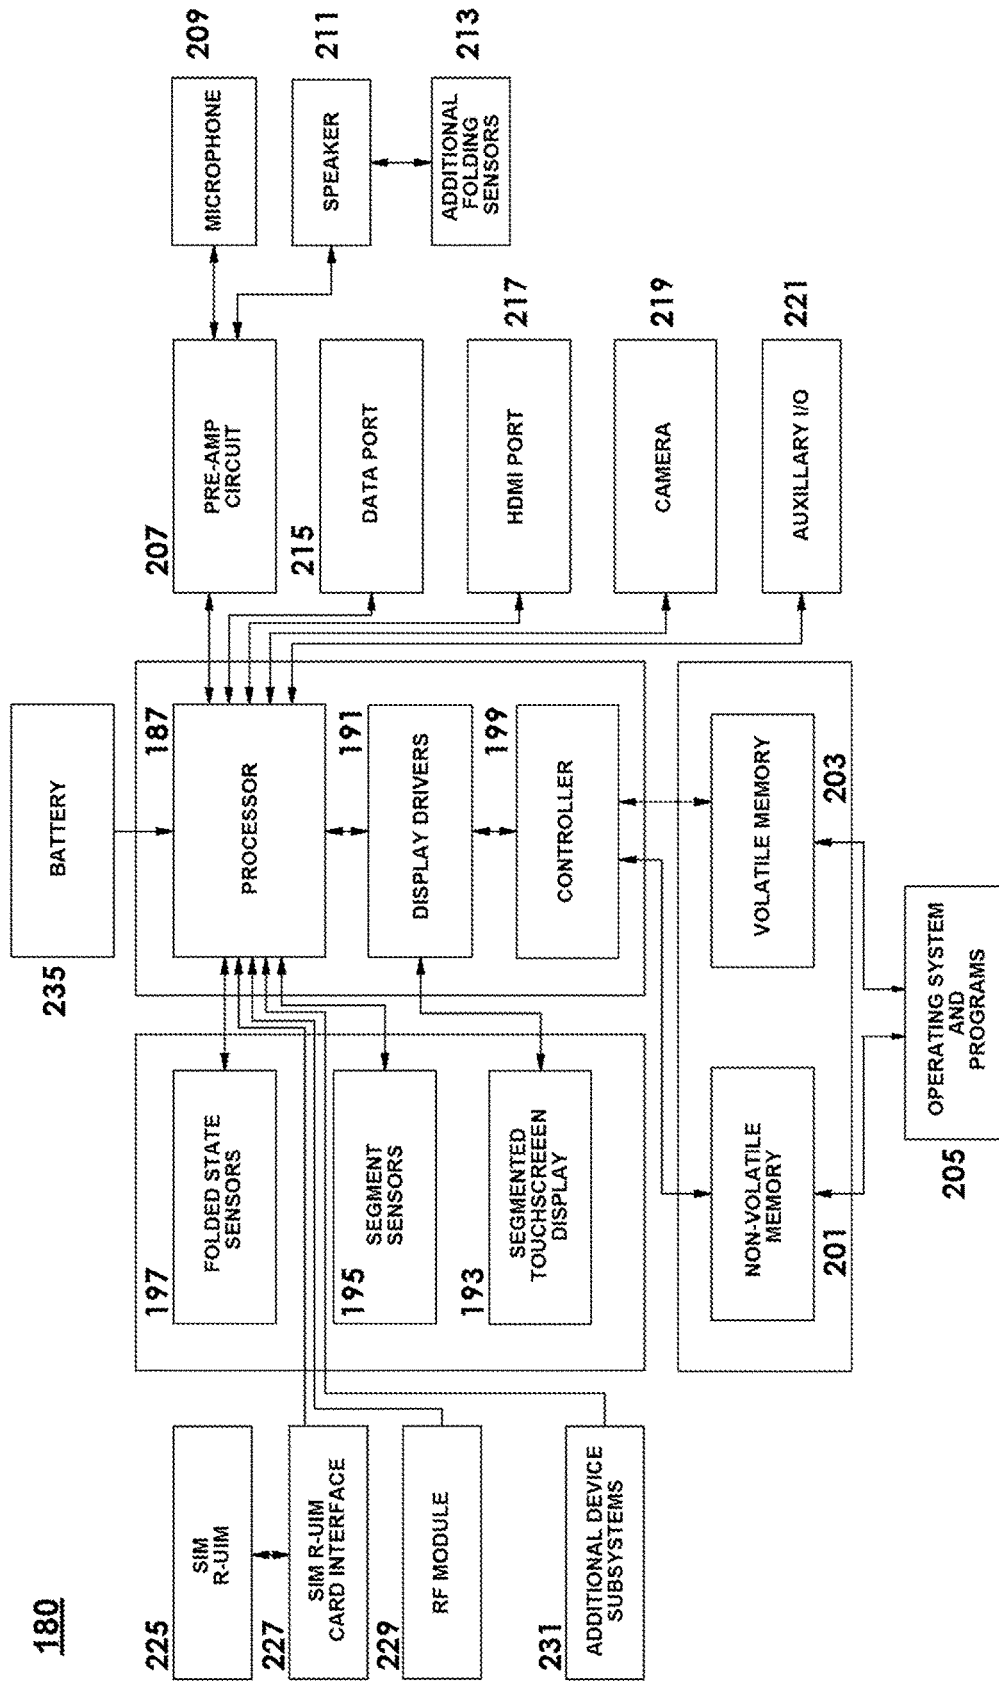 180
225
SIM
R-UIM
227
SIM R-UIM
CARD INTERFACE
229
RF MODULE
231
ADDITIONAL DEVICE
SUBSYSTEMS
197
FOLDED STATE
SENSORS
195
SEGMENT
SENSORS
193
SEGMENTED
TOUCHSCREEEN
DISPLAY
235
BATTERY
187
PROCESSOR
191
DISPLAY DRIVERS
199
CONTROLLER
201
NON-VOLATILE
MEMORY
203
VOLATILE MEMORY
205
OPERATING SYSTEM
AND
PROGRAMS
207
PRE-AMP
CIRCUIT
215
DATA PORT
217
HDMI PORT
219
CAMERA
221
AUXILLARY I/O
209
MICROPHONE
211
SPEAKER
213
ADDITIONAL
FOLDING
SENSORS